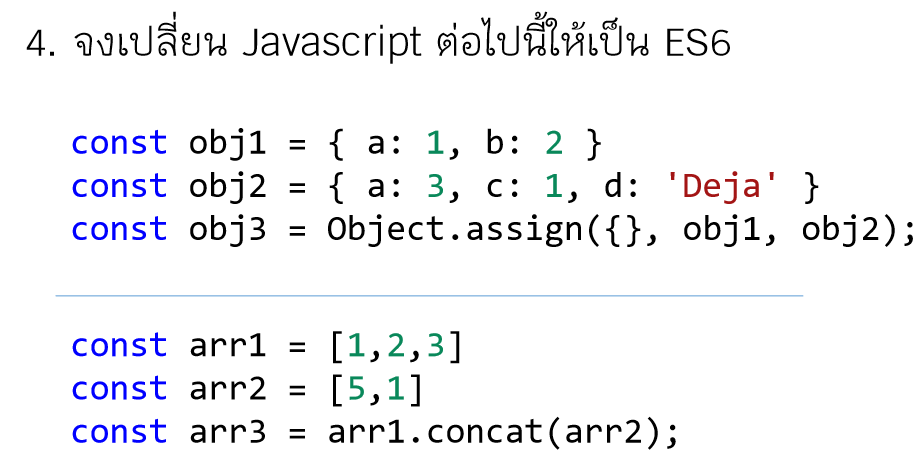 4. จงเปลี่ยน Javascript ต่อไปนี้ให้เป็น ES6
const obj1 = { a: 1, b: 2 }
const obj2 = { a: 3, c: 1, d: 'Deja' }
const obj3 = Object.assign({}, obj1, obj2);
const arr1 = [1,2,3]
const arr2 = [5,1]
const arr3 = arr1.concat(arr2);